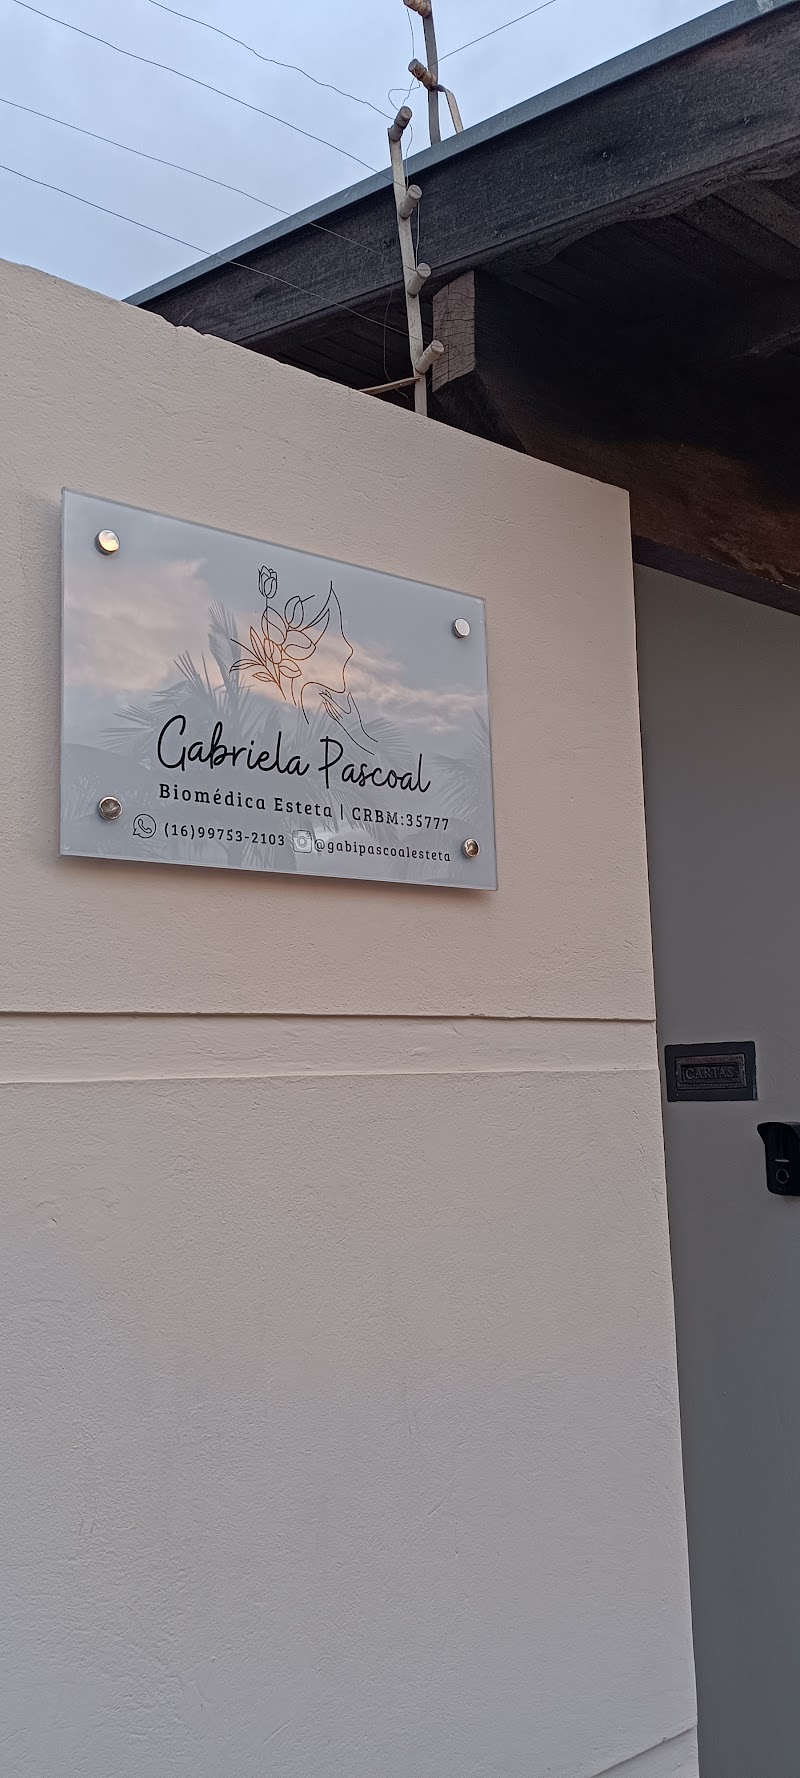 Gabriela Pascoal
Biomédica Esteta | CRBM:35777
(16)99753-2103 @gabipascoalesteta
CARTAS